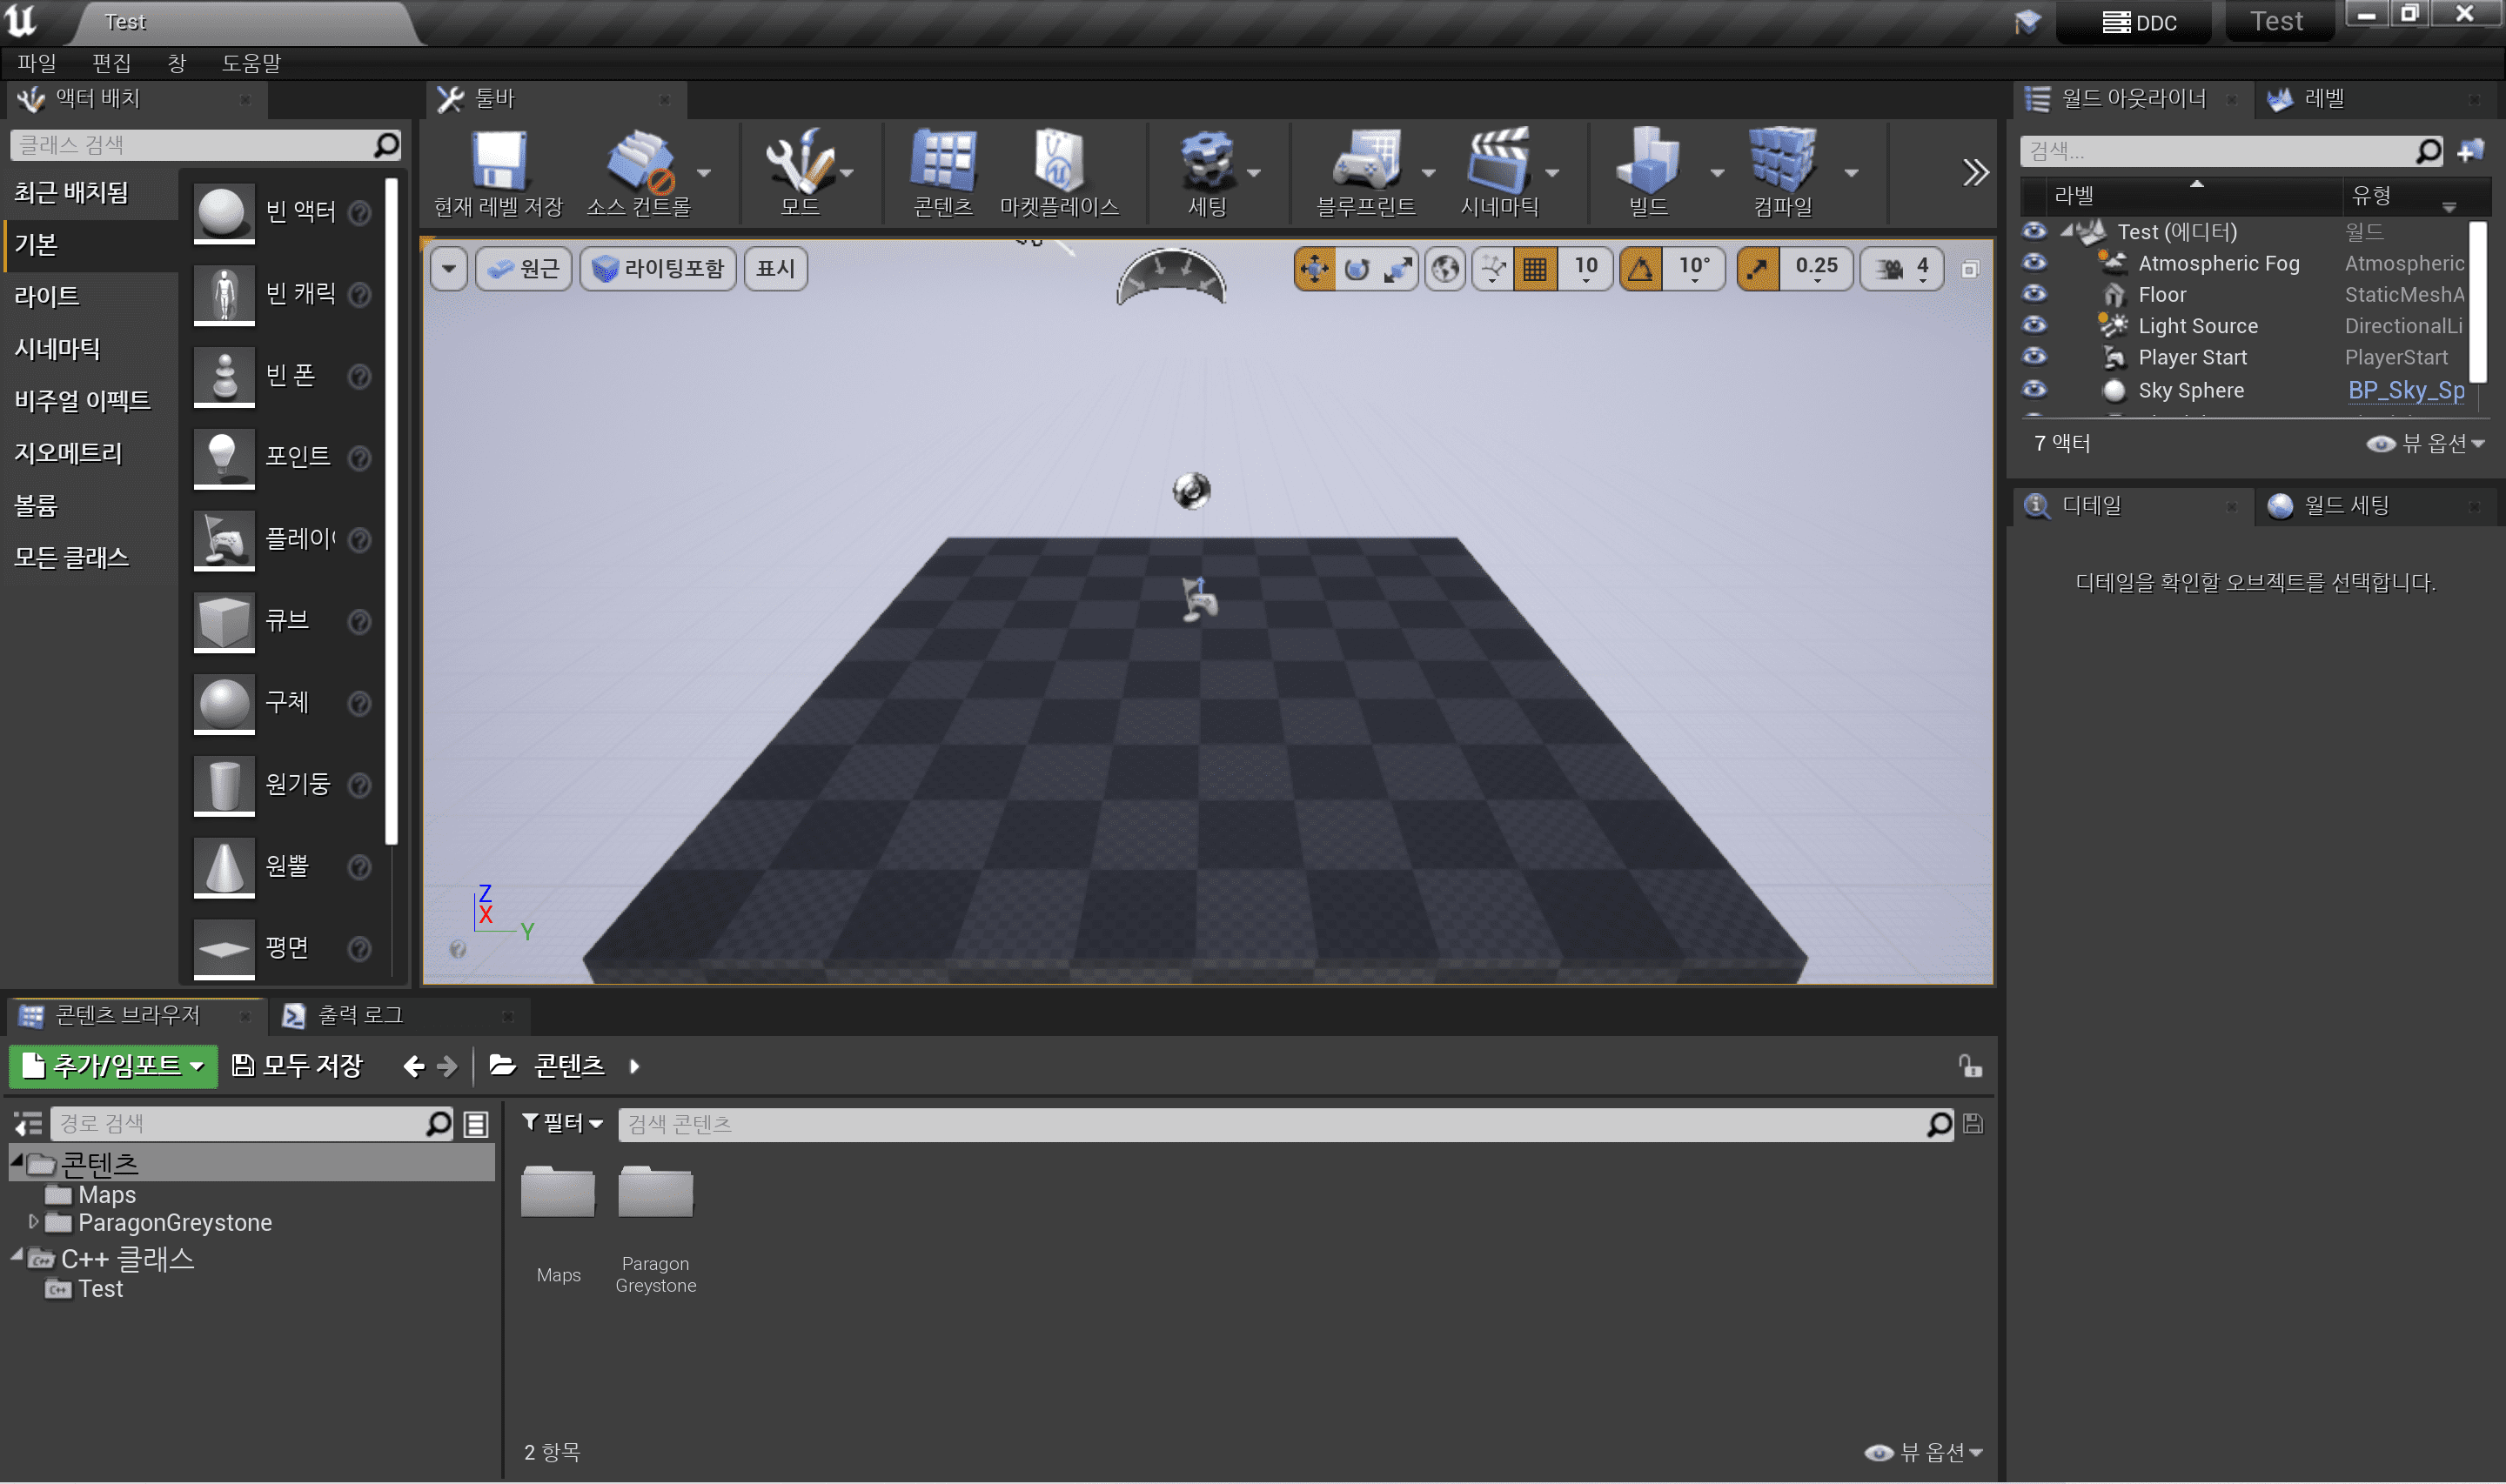 Test
DDC
Test
파일 편집 창 도움말
액터 배치
툴바
월드 아웃라이너
레벨
클래스 검색
최근 배치됨
기본
라이트
시네마틱
비주얼 이펙트
지오메트리
볼륨
모든 클래스
빈 액터
빈 캐릭
빈 폰
포인트
플레이
큐브
구체
원기둥
원뿔
평면
현재 레벨 저장
소스 컨트롤
모드
콘텐츠
마켓플레이스
세팅
블루프린트
시네마틱
빌드
컴파일
원근
라이팅포함
표시
10
10°
0.25
4
Z
X
Y
검색...
라벨 유형
Test (에디터) 월드
Atmospheric Fog Atmospheric
Floor StaticMeshA
Light Source DirectionalLi
Player Start PlayerStart
Sky Sphere BP_Sky_Sp
7 액터
뷰 옵션
디테일
월드 세팅
디테일을 확인할 오브젝트를 선택합니다.
콘텐츠 브라우저
출력 로그
추가/임포트
모두 저장
콘텐츠
경로 검색
콘텐츠
Maps
ParagonGreystone
C++ 클래스
Test
필터
검색 콘텐츠
Maps
Paragon
Greystone
2 항목
뷰 옵션